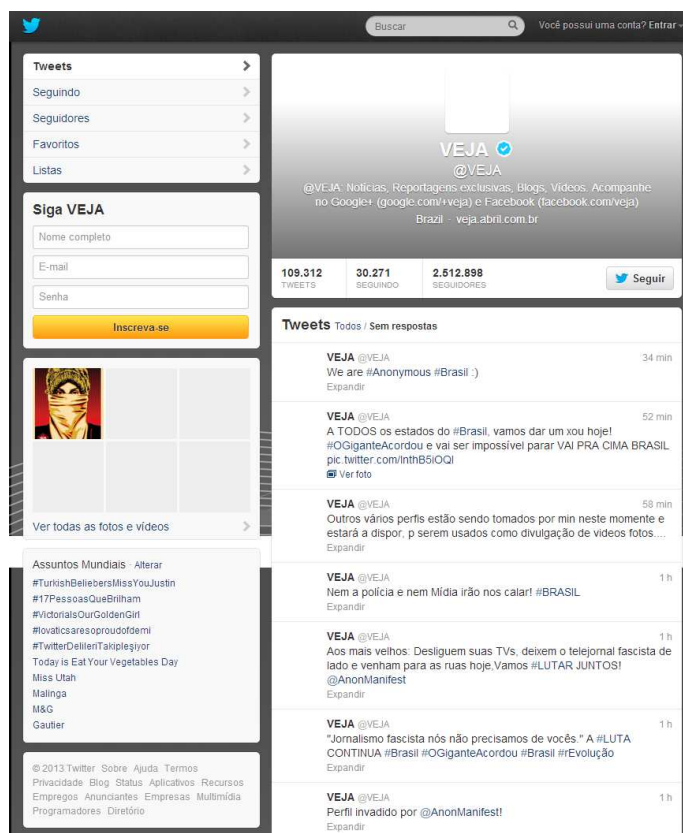 Buscar
Você possui uma conta? Entrar
Tweets
Seguindo
Seguidores
Favoritos
Listas
Siga VEJA
Nome completo
E-mail
Senha
Inscreva-se
Ver todas as fotos e vídeos
Assuntos Mundiais · Alterar
#TurkishBeliebersMissYouJustin
#17PessoasQueBrilham
#VictoriaIsOurGoldenGirl
#lovaticsaresoproudofdemi
#TwitterDelileriTakipleşiyor
Today is Eat Your Vegetables Day
Miss Utah
Malinga
M&G
Gautier
© 2013 Twitter Sobre Ajuda Termos
Privacidade Blog Status Aplicativos Recursos
Empregos Anunciantes Empresas Multimídia
Programadores Diretório
VEJA
@VEJA
@VEJA: Notícias, Reportagens exclusivas, Blogs, Vídeos. Acompanhe
no Google+ (google.com/+veja) e Facebook (facebook.com/veja)
Brazil · veja.abril.com.br
109.312 30.271 2.512.898
TWEETS SEGUINDO SEGUIDORES
Seguir
Tweets Todos / Sem respostas
VEJA @VEJA 34 min
We are #Anonymous #Brasil :)
Expandir
VEJA @VEJA 52 min
A TODOS os estados do #Brasil, vamos dar um xou hoje!
#OGiganteAcordou e vai ser impossível parar VAI PRA CIMA BRASIL
pic.twitter.com/InthB5iOQI
Ver foto
VEJA @VEJA 58 min
Outros vários perfis estão sendo tomados por min neste momento e
estará a dispor, p serem usados como divulgação de videos fotos....
Expandir
VEJA @VEJA 1 h
Nem a polícia e nem Mídia irão nos calar! #BRASIL
Expandir
VEJA @VEJA 1 h
Aos mais velhos: Desliguem suas TVs, deixem o telejornal fascista de
lado e venham para as ruas hoje,Vamos #LUTAR JUNTOS!
@AnonManifest
Expandir
VEJA @VEJA 1 h
"Jornalismo fascista nós não precisamos de vocês." A #LUTA
CONTINUA #Brasil #OGiganteAcordou #Brasil #rEvolução
Expandir
VEJA @VEJA 1 h
Perfil invadido por @AnonManifest!
Expandir